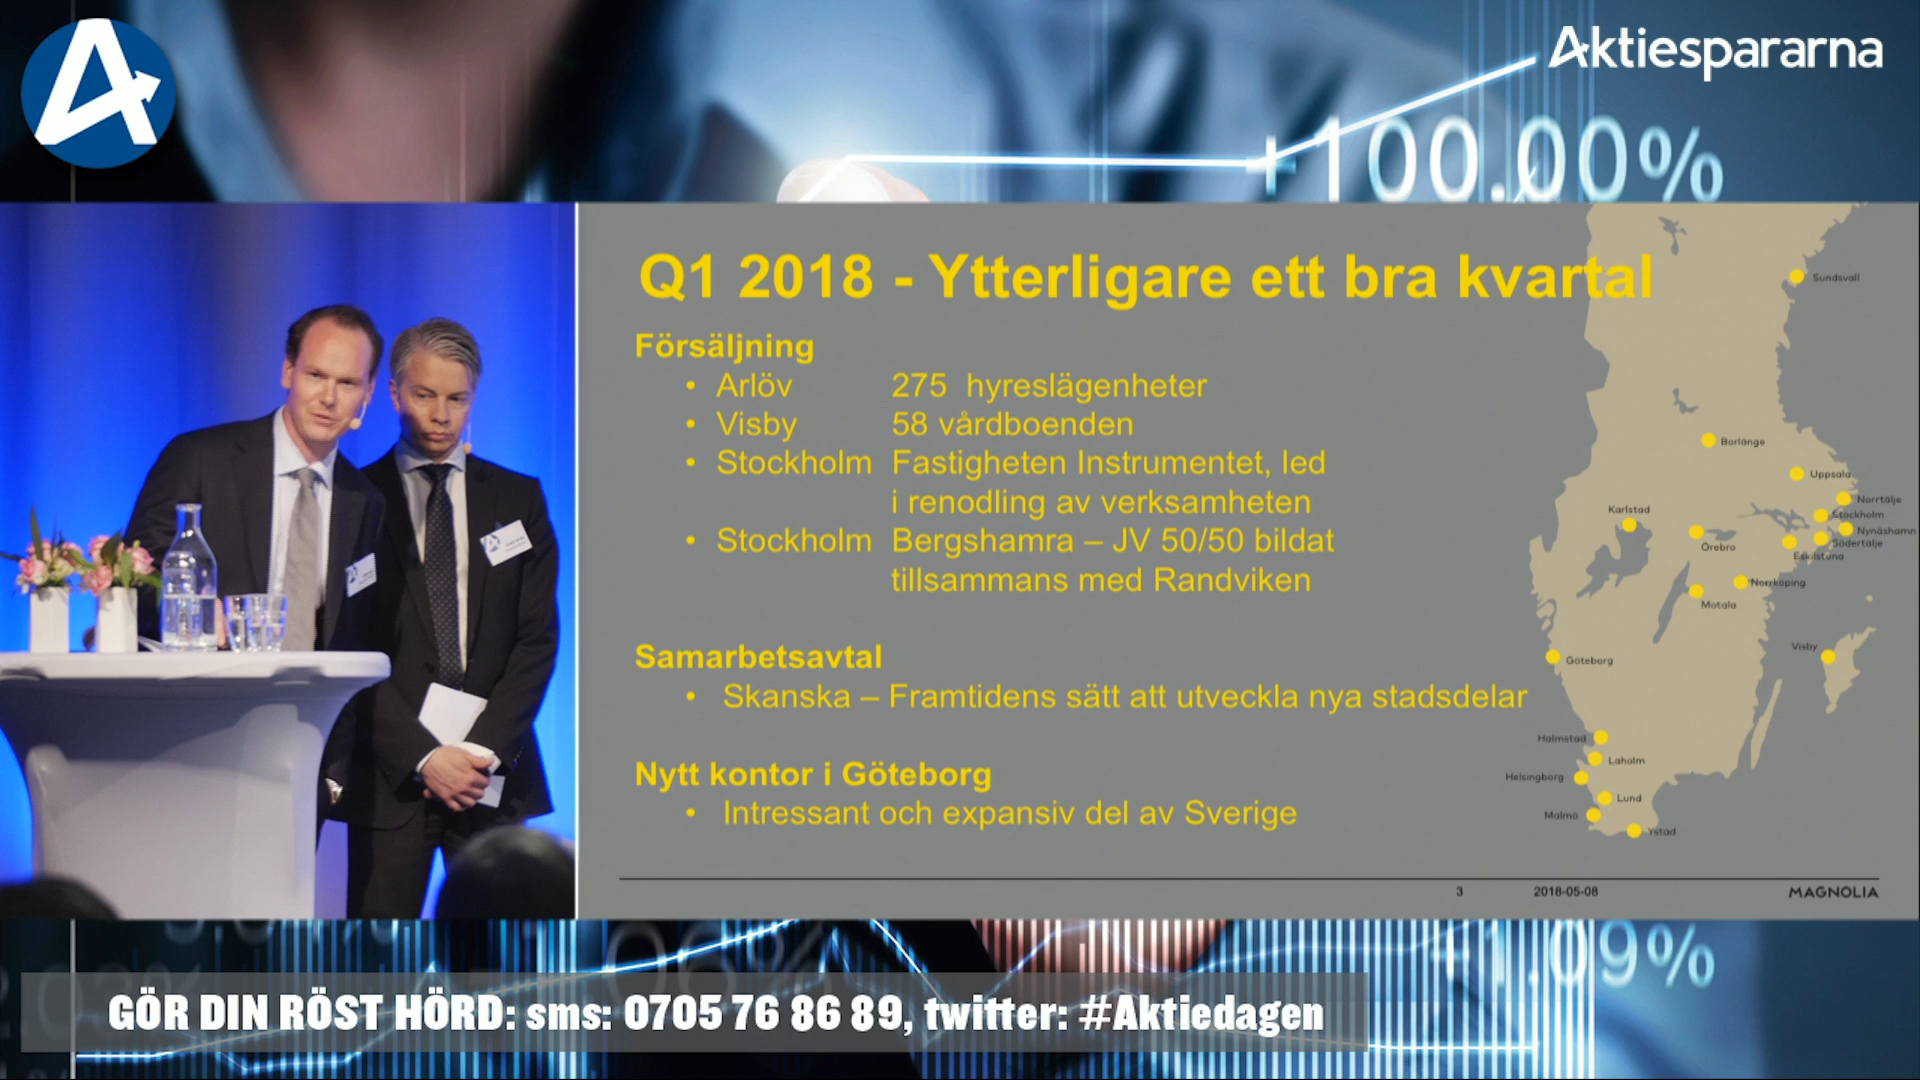 Aktiespararna
+100.00%
Q1 2018 - Ytterligare ett bra kvartal
Försäljning
• Arlöv 275 hyreslägenheter
• Visby 58 vårdboenden
• Stockholm Fastigheten Instrumentet, led
i renodling av verksamheten
• Stockholm Bergshamra – JV 50/50 bildat
tillsammans med Randviken
Samarbetsavtal
• Skanska – Framtidens sätt att utveckla nya stadsdelar
Nytt kontor i Göteborg
• Intressant och expansiv del av Sverige
Sundsvall
Borlänge
Uppsala
Norrtälje
Karlstad
Stockholm
Nynäshamn
Södertälje
Örebro
Eskilstuna
Norrköping
Motala
Visby
Göteborg
Halmstad
Laholm
Helsingborg
Lund
Malmö
Ystad
3 2018-05-08 MAGNOLIA
GÖR DIN RÖST HÖRD: sms: 0705 76 86 89, twitter: #Aktiedagen